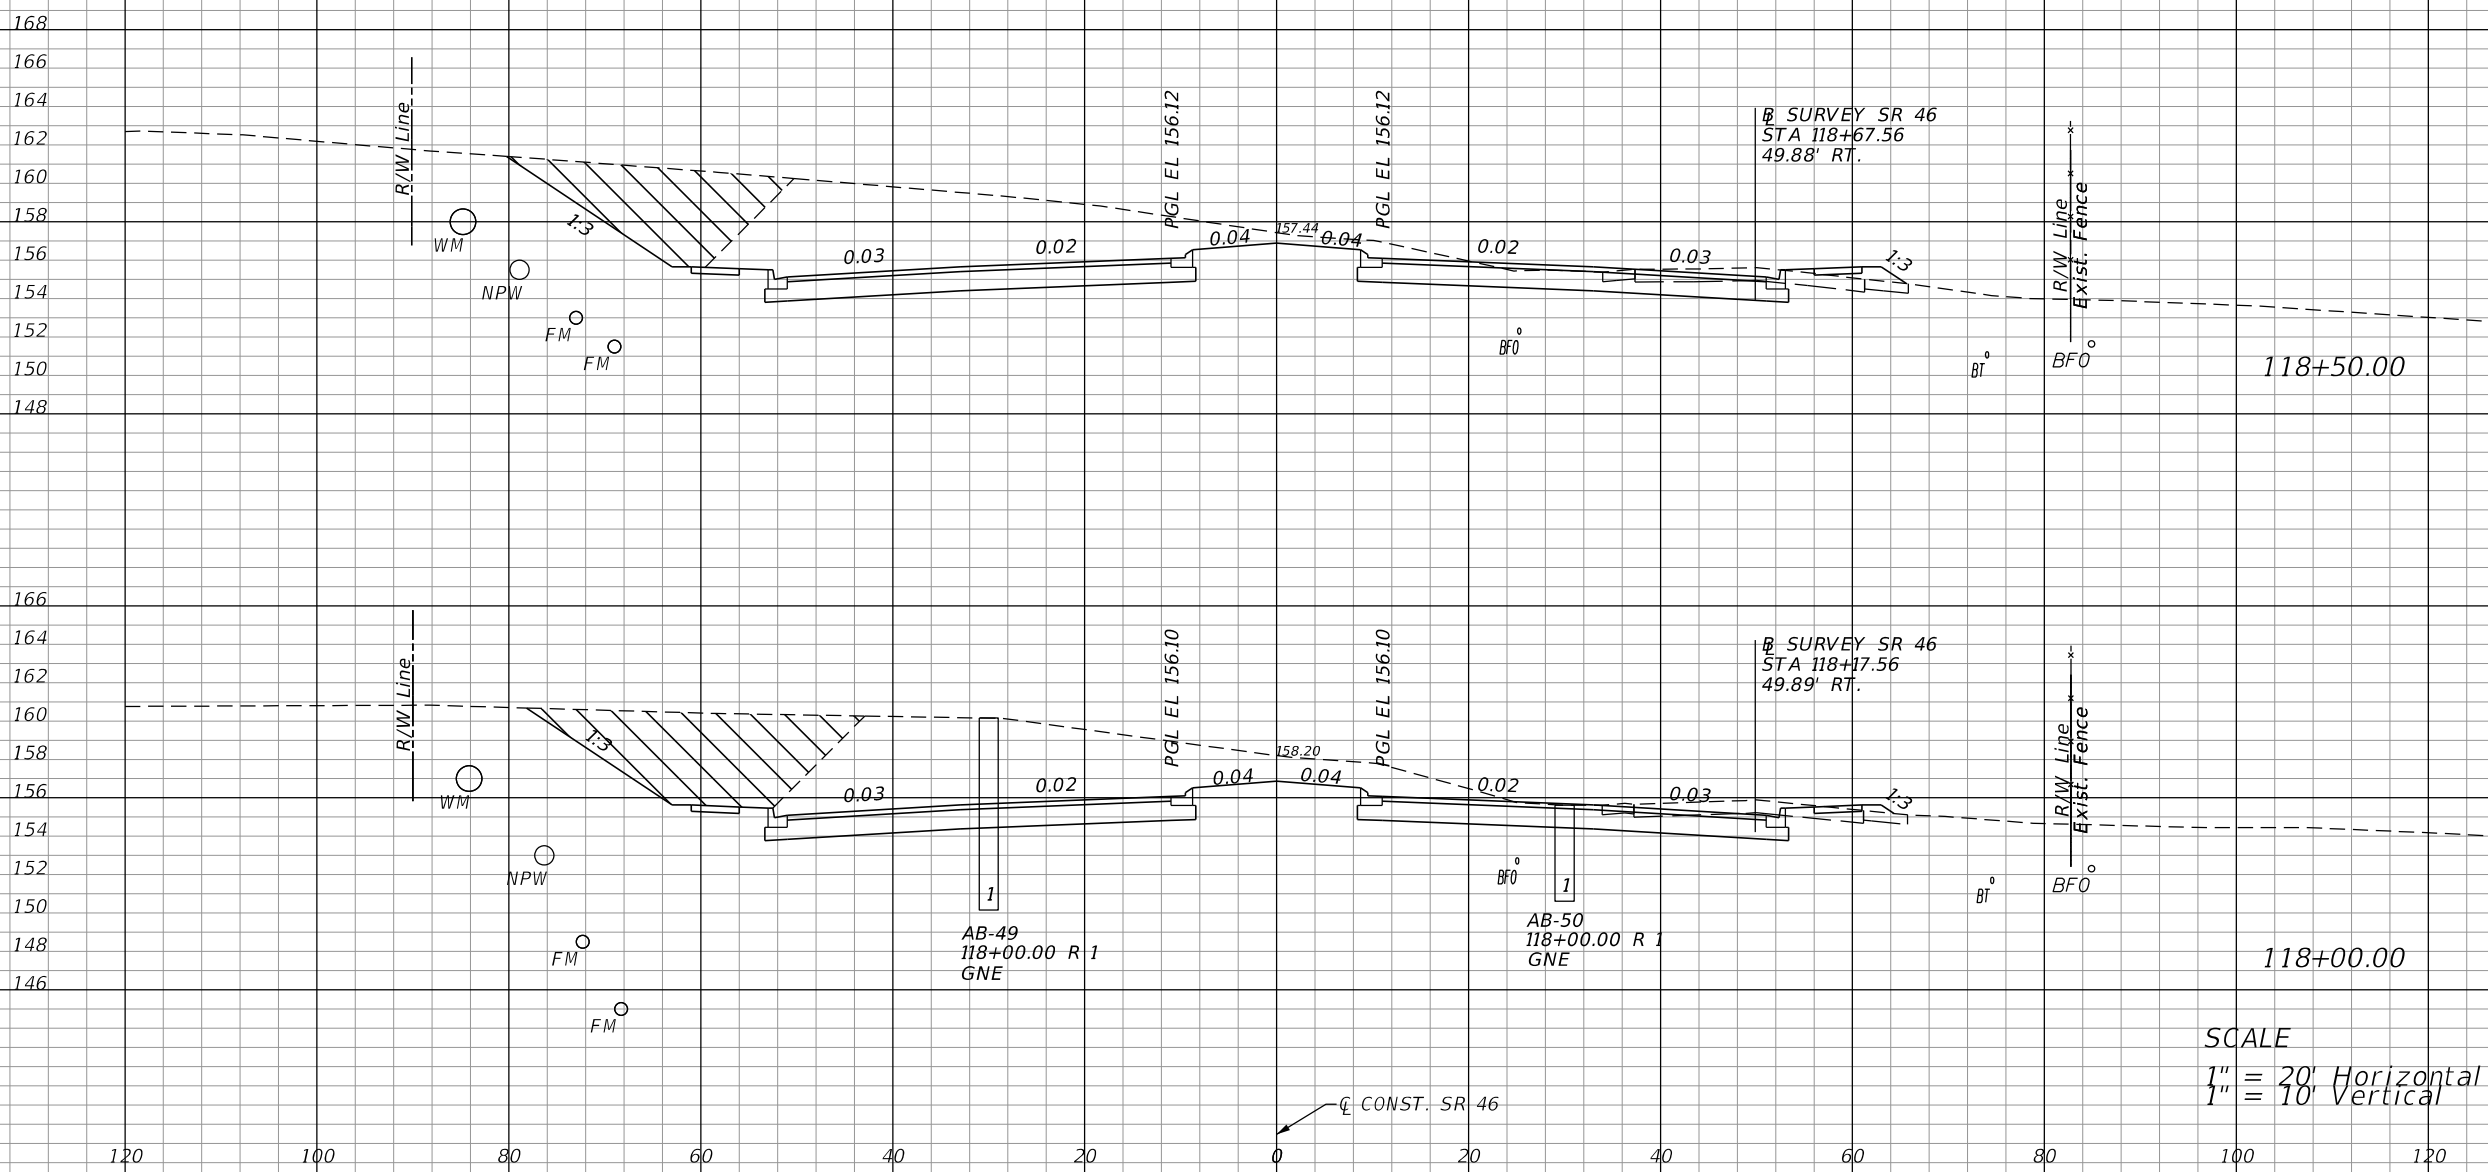 168
166
164
162
160
158
156
154
152
150
148
R/W Line
WM
NPW
FM
FM
1:3
0.03
0.02
PGL EL 156.12
0.04
157.44
0.04
PGL EL 156.12
0.02
0.03
BL SURVEY SR 46
STA 118+67.56
49.88' RT.
1:3
R/W Line
Exist. Fence
BFO
BT
BFO
118+50.00
166
164
162
160
158
156
154
152
150
148
146
R/W Line
WM
NPW
FM
FM
1:3
0.03
0.02
PGL EL 156.10
0.04
158.20
0.04
PGL EL 156.10
0.02
0.03
BL SURVEY SR 46
STA 118+17.56
49.89' RT.
1:3
R/W Line
Exist. Fence
1
AB-49
118+00.00 R 1
GNE
BFO
1
AB-50
118+00.00 R 1
GNE
BT
BFO
118+00.00
SCALE
1" = 20' Horizontal
1" = 10' Vertical
CL CONST. SR 46
120 100 80 60 40 20 0 20 40 60 80 100 120